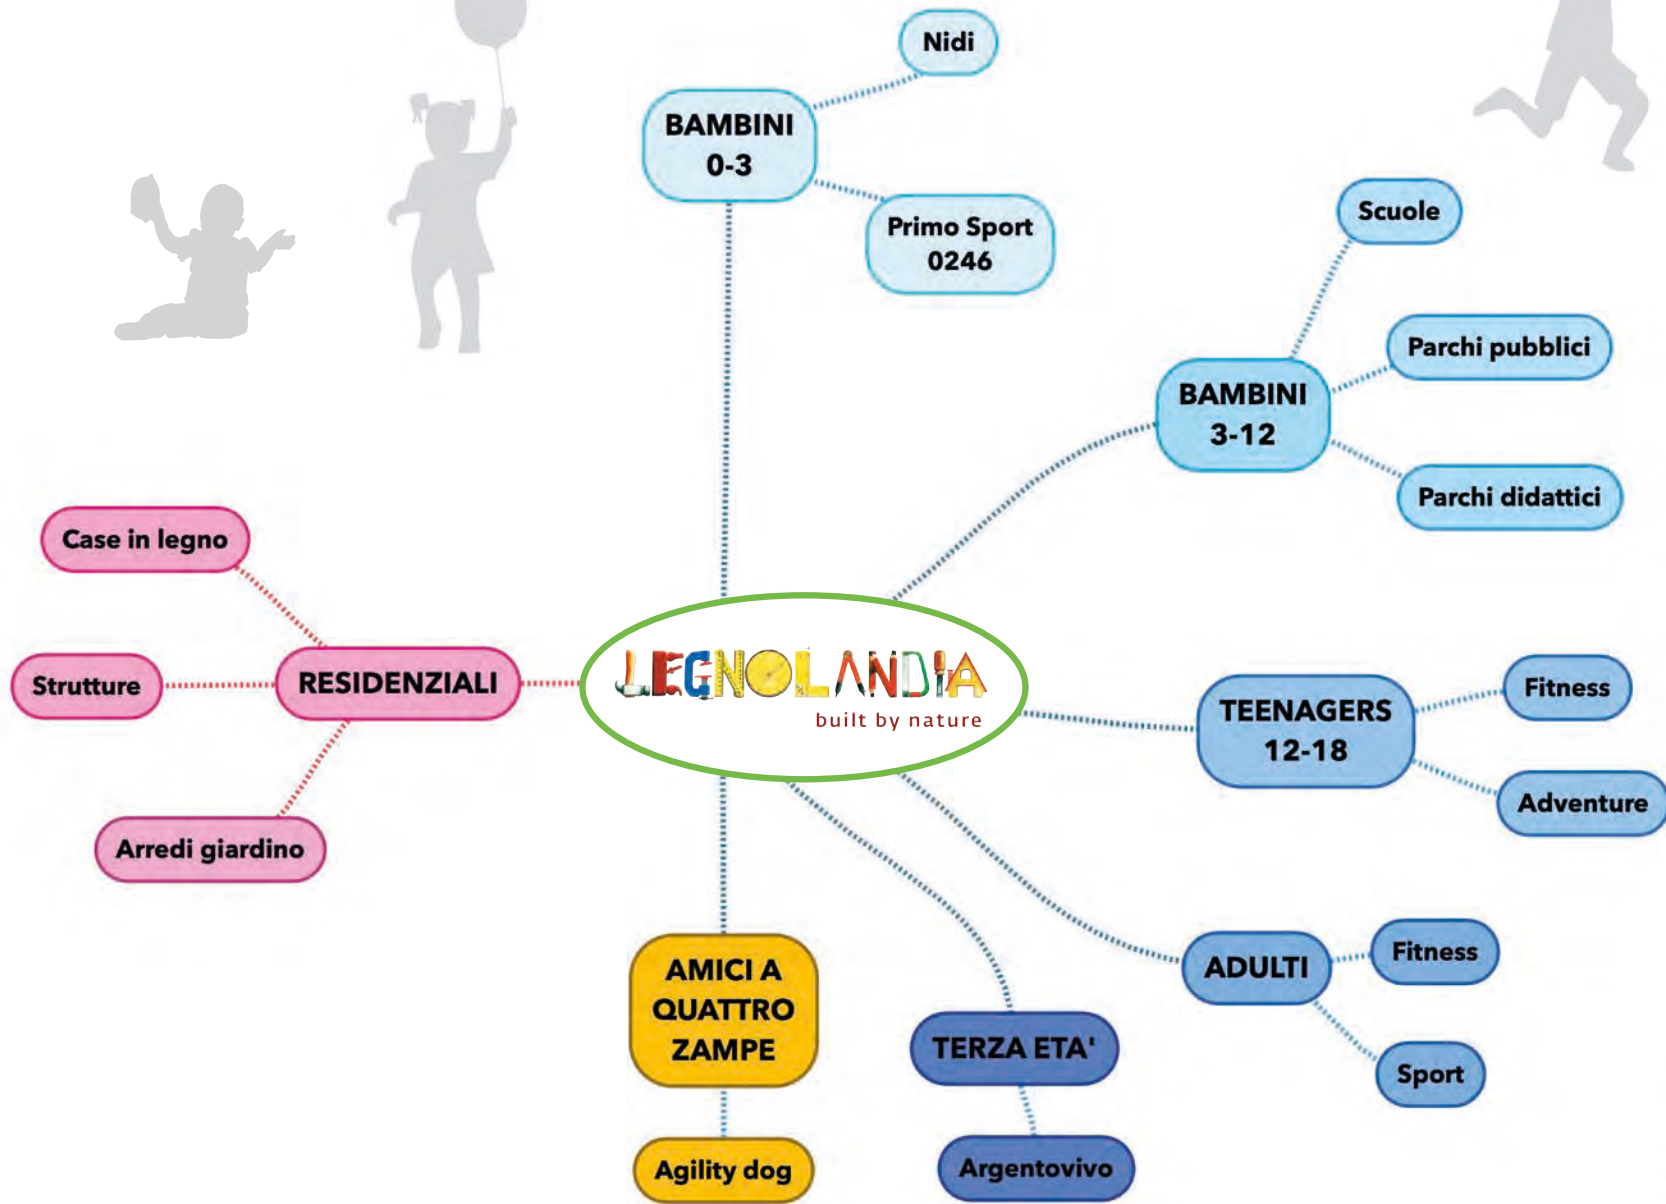 Nidi
BAMBINI
0-3
Primo Sport
0246
Scuole
Parchi pubblici
BAMBINI
3-12
Parchi didattici
Case in legno
Strutture
RESIDENZIALI
Arredi giardino
LEGNOLANDIA
built by nature
TEENAGERS
12-18
Fitness
Adventure
ADULTI
Fitness
Sport
AMICI A
QUATTRO
ZAMPE
Agility dog
TERZA ETA'
Argentovivo